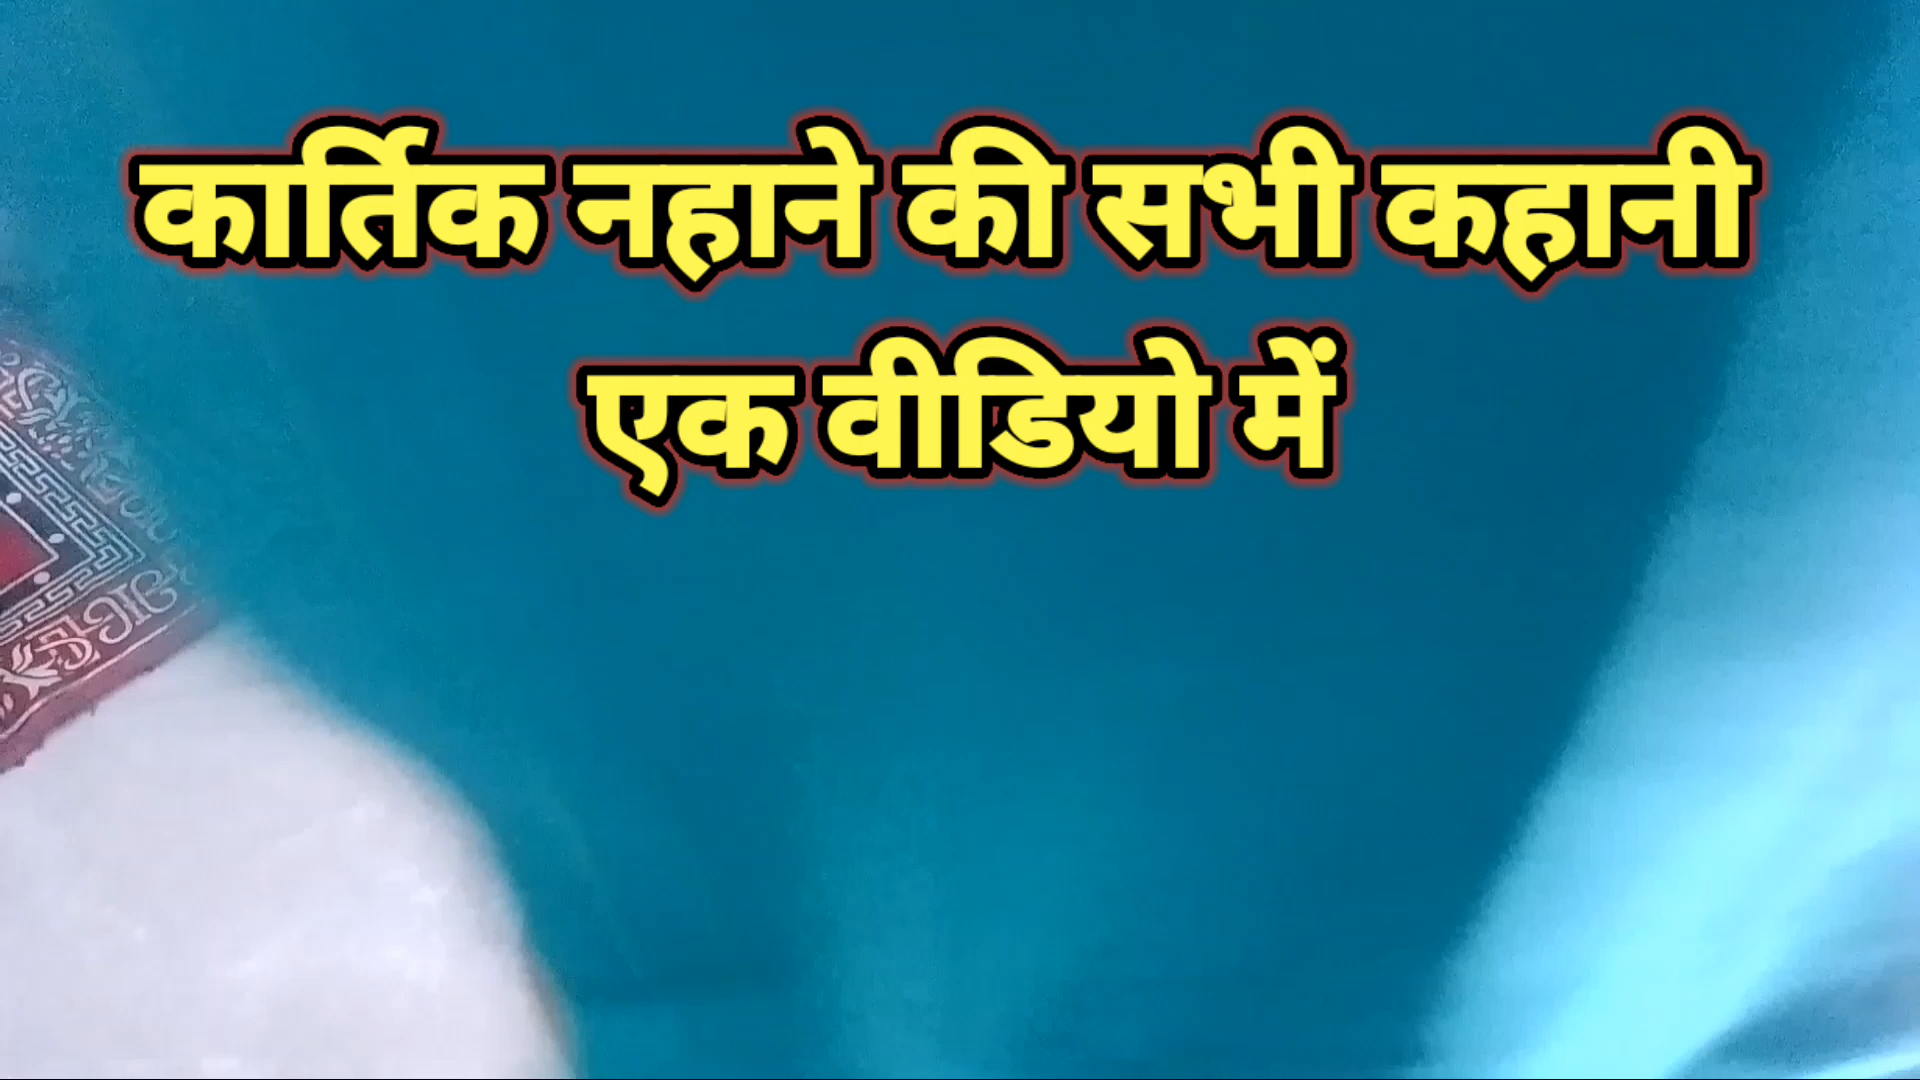 कार्तिक नहाने की सभी कहानी
एक वीडियो में